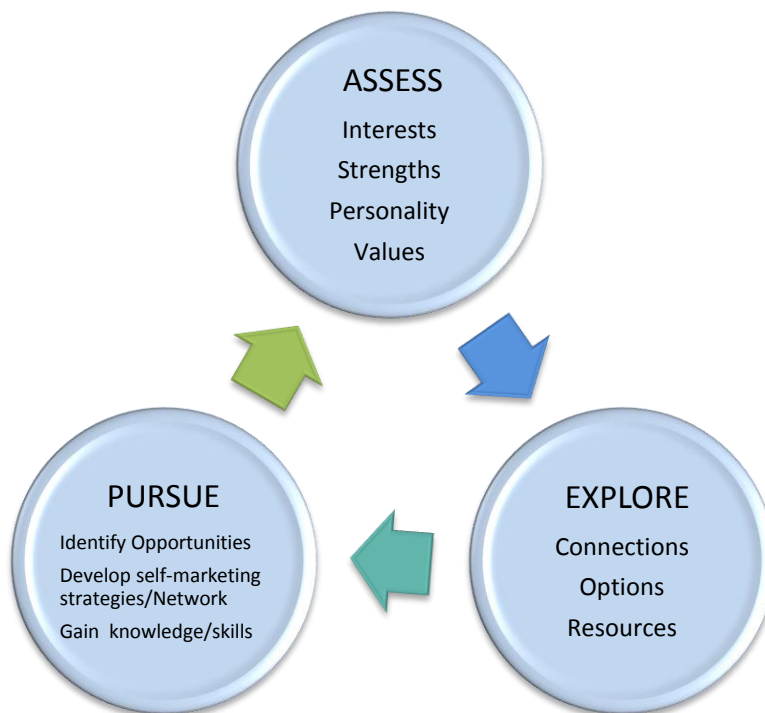 ASSESS
Interests
Strengths
Personality
Values
PURSUE
Identify Opportunities
Develop self-marketing
strategies/Network
Gain knowledge/skills
EXPLORE
Connections
Options
Resources